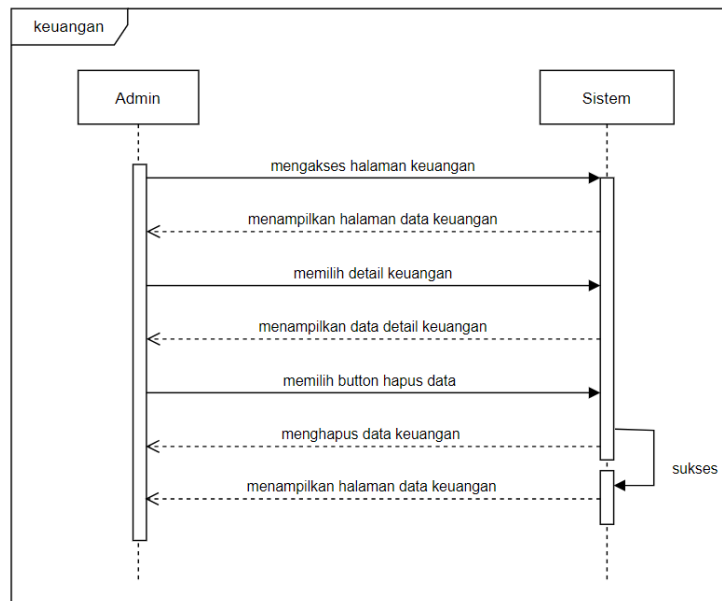 keuangan
Admin
Sistem
mengakses halaman keuangan
menampilkan halaman data keuangan
memilih detail keuangan
menampilkan data detail keuangan
memilih button hapus data
menghapus data keuangan
sukses
menampilkan halaman data keuangan